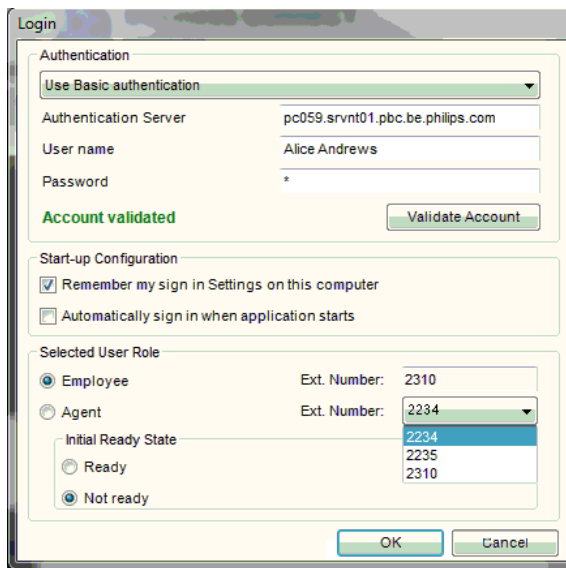 Login
Authentication
Use Basic authentication
Authentication Server pc059.srvnt01.pbc.be.philips.com
User name Alice Andrews
Password *
Account validated Validate Account
Start-up Configuration
Remember my sign in Settings on this computer
Automatically sign in when application starts
Selected User Role
Employee Ext. Number: 2310
Agent Ext. Number: 2234
Initial Ready State 2234
Ready 2235
2310
Not ready
OK Cancel